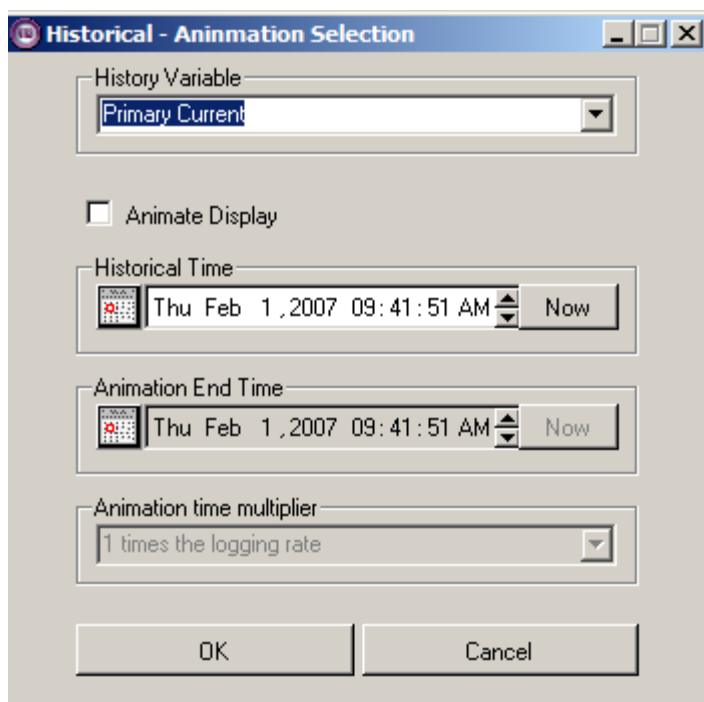 Historical - Aninmation Selection
History Variable
Primary Current
Animate Display
Historical Time
Thu Feb 1 ,2007 09:41:51 AM Now
Animation End Time
Thu Feb 1 ,2007 09:41:51 AM Now
Animation time multiplier
1 times the logging rate
OK Cancel